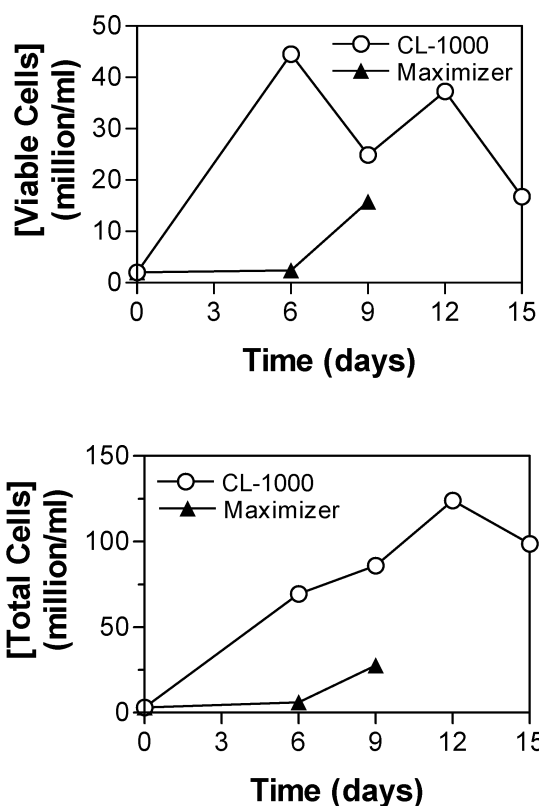 50
40
30
20
10
0
[Viable Cells]
(million/ml)
CL-1000
Maximizer
0 3 6 9 12 15
Time (days)
150
100
50
0
[Total Cells]
(million/ml)
CL-1000
Maximizer
0 3 6 9 12 15
Time (days)